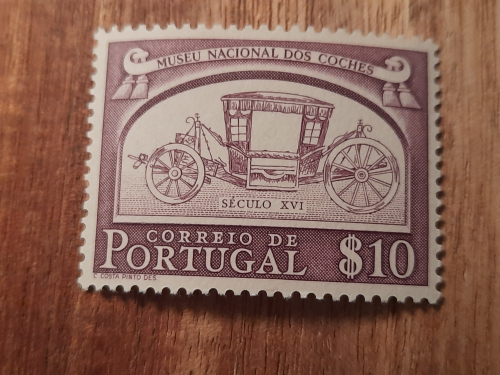 MUSEU NACIONAL DOS COCHES
SÉCULO XVI
CORREIO DE
PORTUGAL $10
C. COSTA PINTO DES.